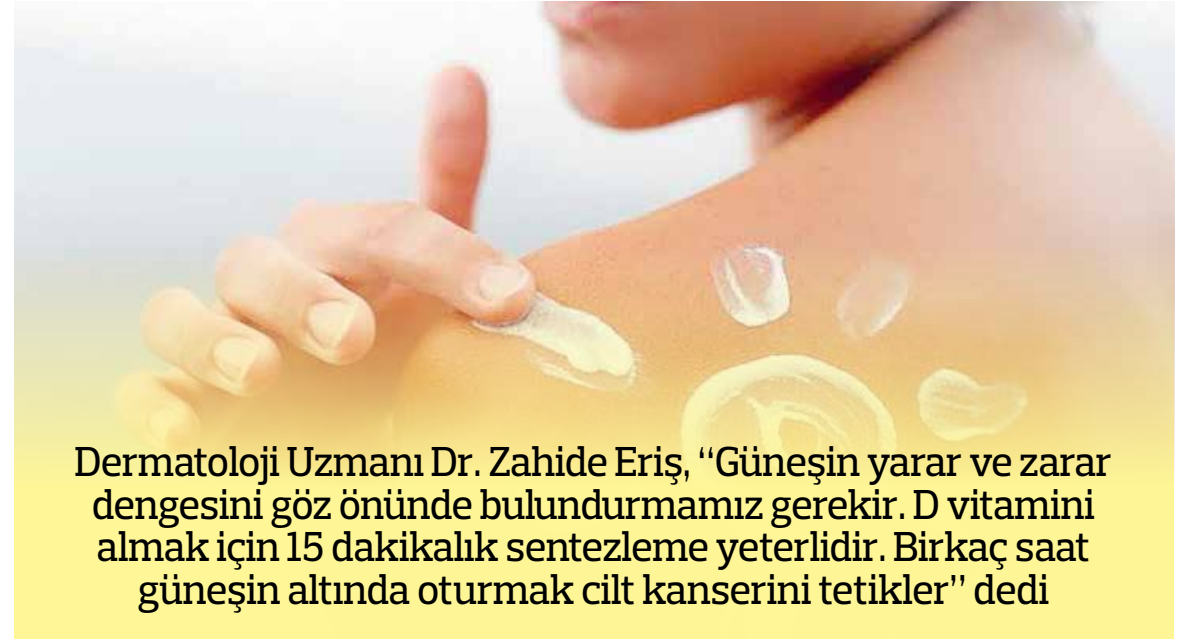 Dermatoloji Uzmanı Dr. Zahide Eriş, “Güneşin yarar ve zarar
dengesini göz önünde bulundurmamız gerekir. D vitamini
almak için 15 dakikalık sentezleme yeterlidir. Birkaç saat
güneşin altında oturmak cilt kanserini tetikler” dedi